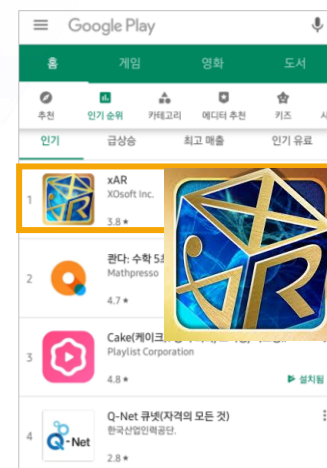 Google Play
홈 게임 영화 도서
추천 인기 순위 카테고리 에디터 추천 키즈
인기 급상승 최고 매출 인기 유료
1
xAR
XOsoft Inc.
3.8★
2
콴다: 수학
Mathpresso
4.7★
3
Cake(케이크
Playlist Corporation
4.8★
설치됨
4
Q-Net
Q-Net 큐넷(자격의 모든 것)
한국산업인력공단.
2.8★